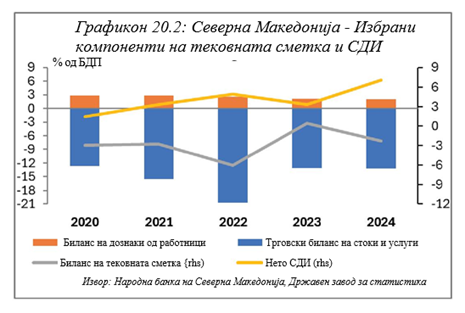 Графикон 20.2: Северна Македонија - Избрани
компоненти на тековната сметка и СДИ
% од БДП
9 9
6 6
3
0 3
-3 0
-6
-9 -3
-12 -6
-15
-18 -9
-21 -12
2020 2021 2022 2023 2024
Биланс на дознаки од работници Трговски биланс на стоки и услуги
Биланс на тековната сметка {rhs) Нето СДИ (rhs)
Извор: Народна банка на Северна Македонија, Државен завод за статистика